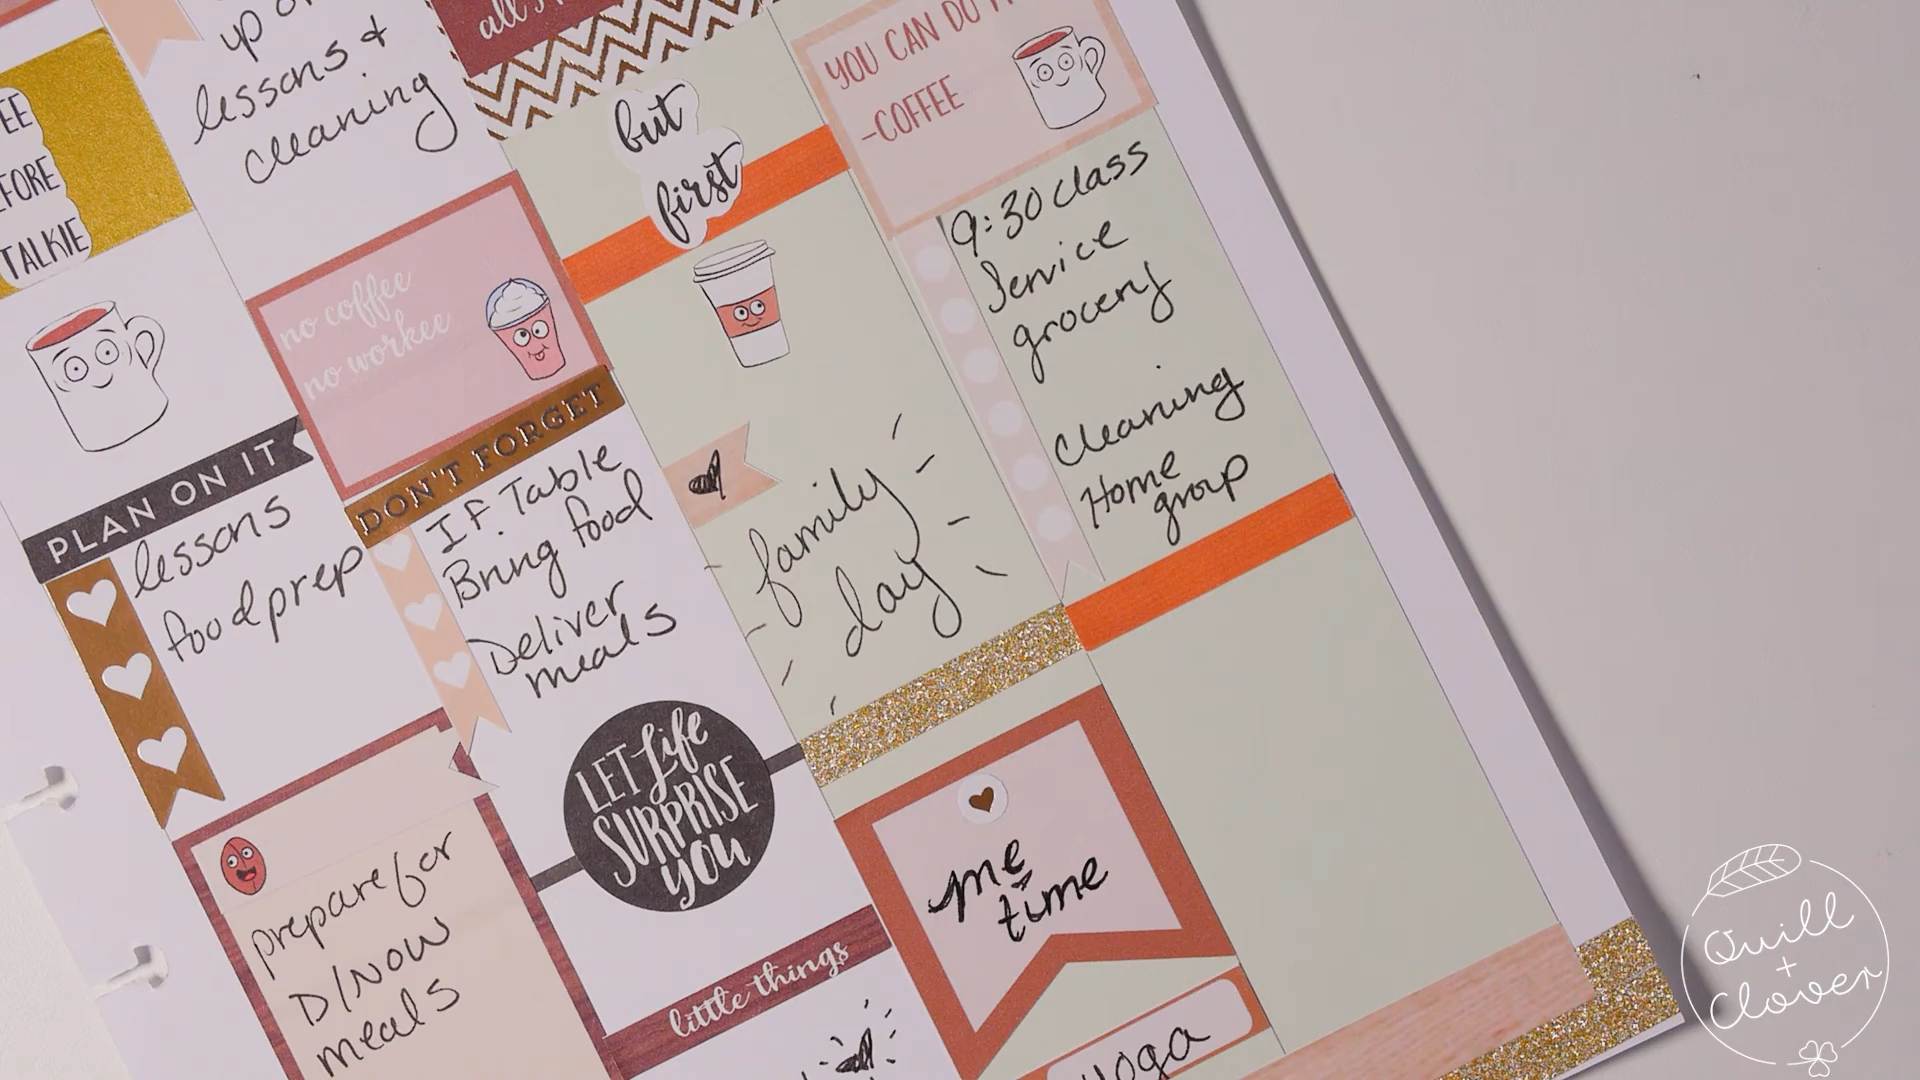 EE
FORE
TALKIE
PLAN ON IT
lessons
food prep
prepare for
D/NOW
meals
up
lessons &
cleaning
no coffee
no workee
DON'T FORGET
IF. Table
Bring food
Deliver
meals
LET Life
SURPRISE
YOU
little things
but
first
family
day
me
time
yoga
YOU CAN DO
-COFFEE
9:30 class
Service
grocery
Cleaning
Home
group
Quill
+
Clover